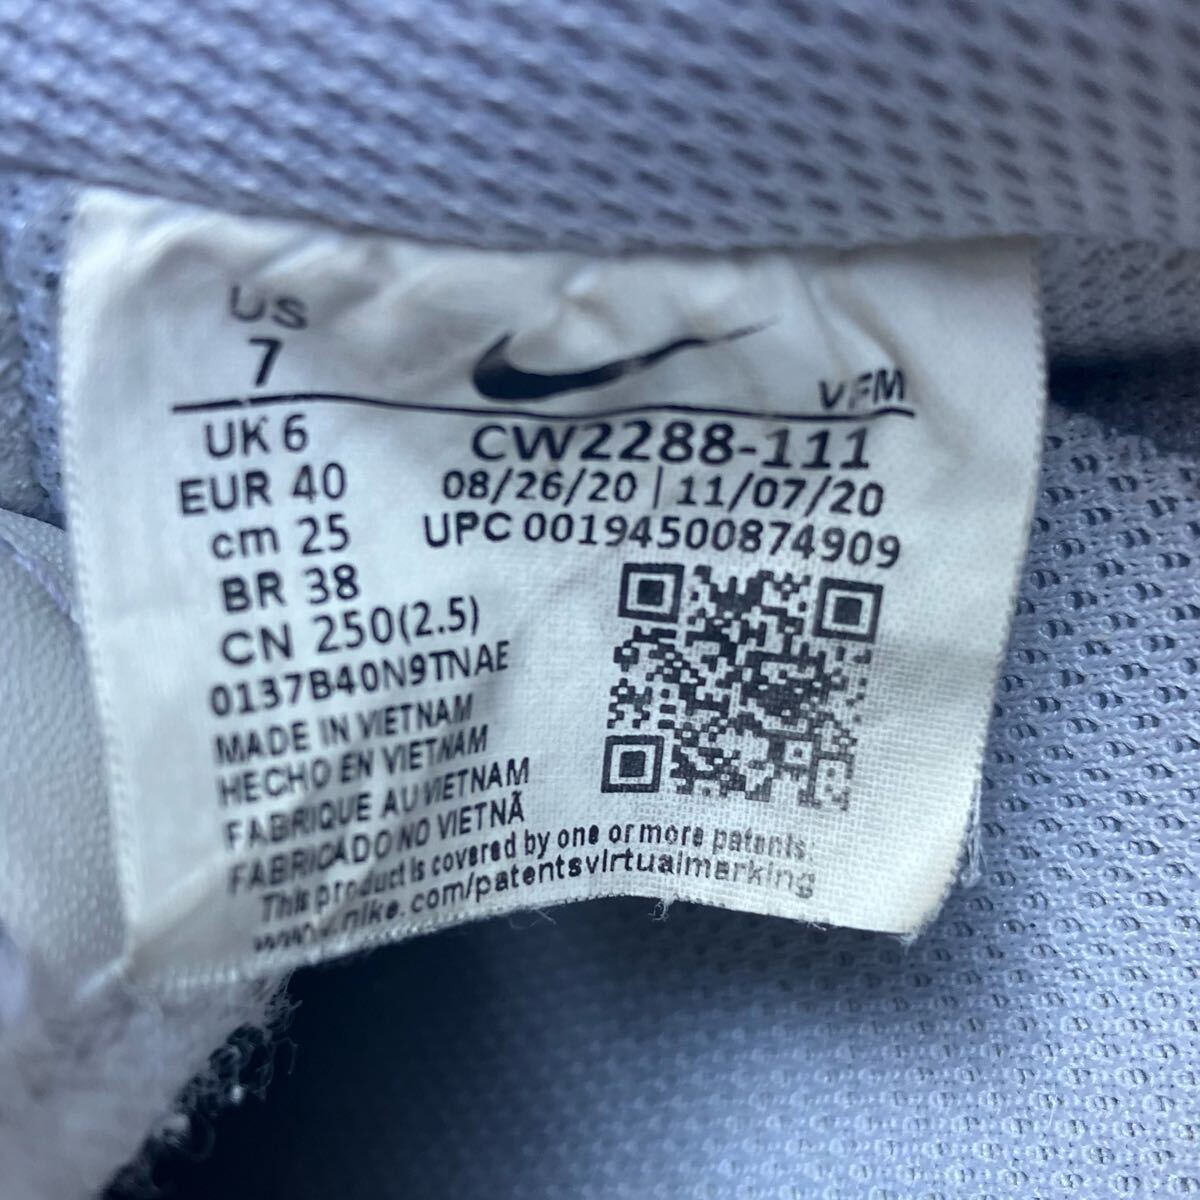 US
7
VFM
UK 6
CW2288-111
EUR 40
08/26/20 | 11/07/20
cm 25
UPC 00194500874909
BR 38
CN 250(2.5)
0137B40N9TNAE
MADE IN VIETNAM
HECHO EN VIETNAM
FABRIQUE AU VIETNAM
FABRICADO NO VIETNÃ
This product is covered by one or more patents:
www.nike.com/patentsvirtualmarking